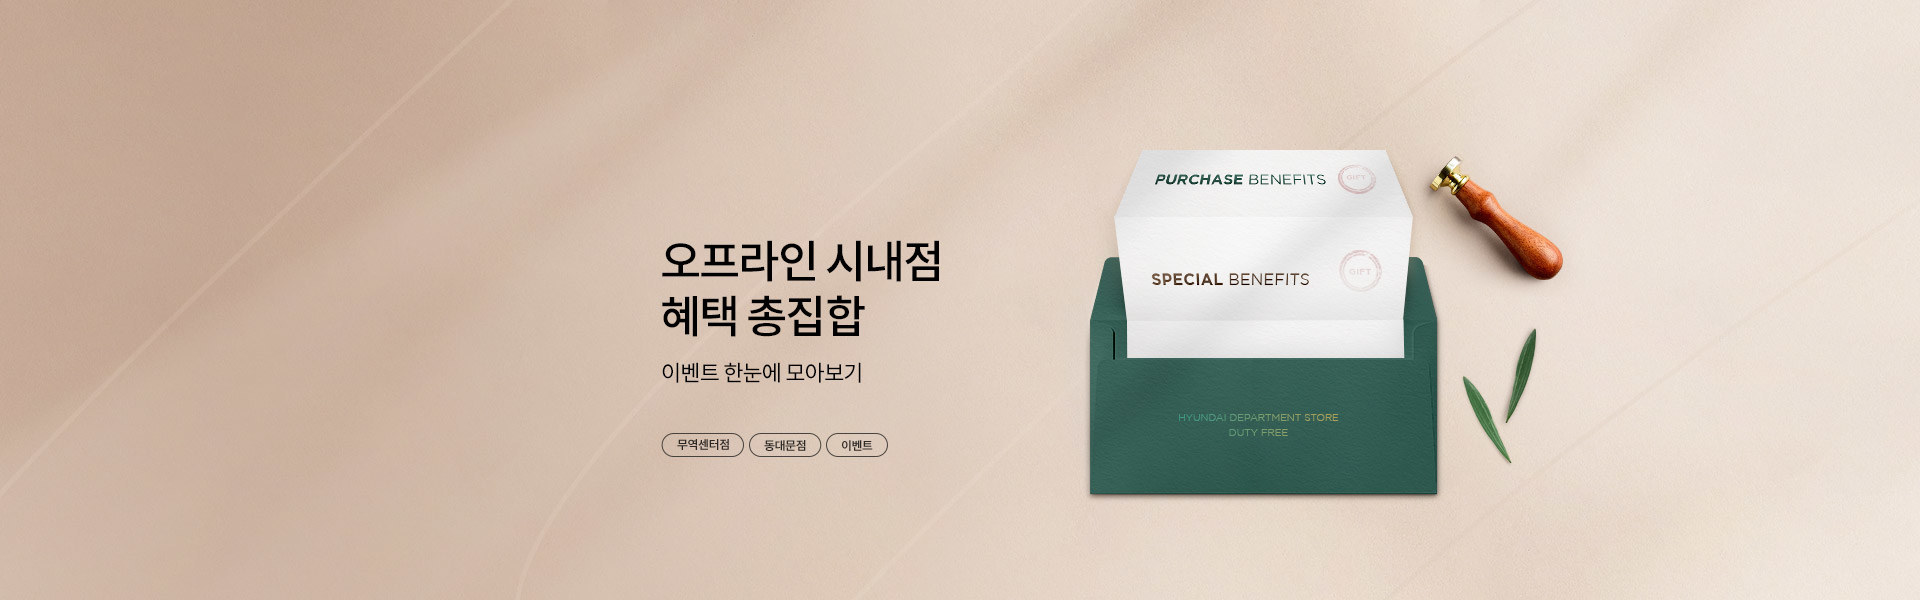 오프라인 시내점
혜택 총집합
이벤트 한눈에 모아보기
무역센터점 동대문점 이벤트
PURCHASE BENEFITS GIFT
SPECIAL BENEFITS GIFT
HYUNDAI DEPARTMENT STORE
DUTY FREE